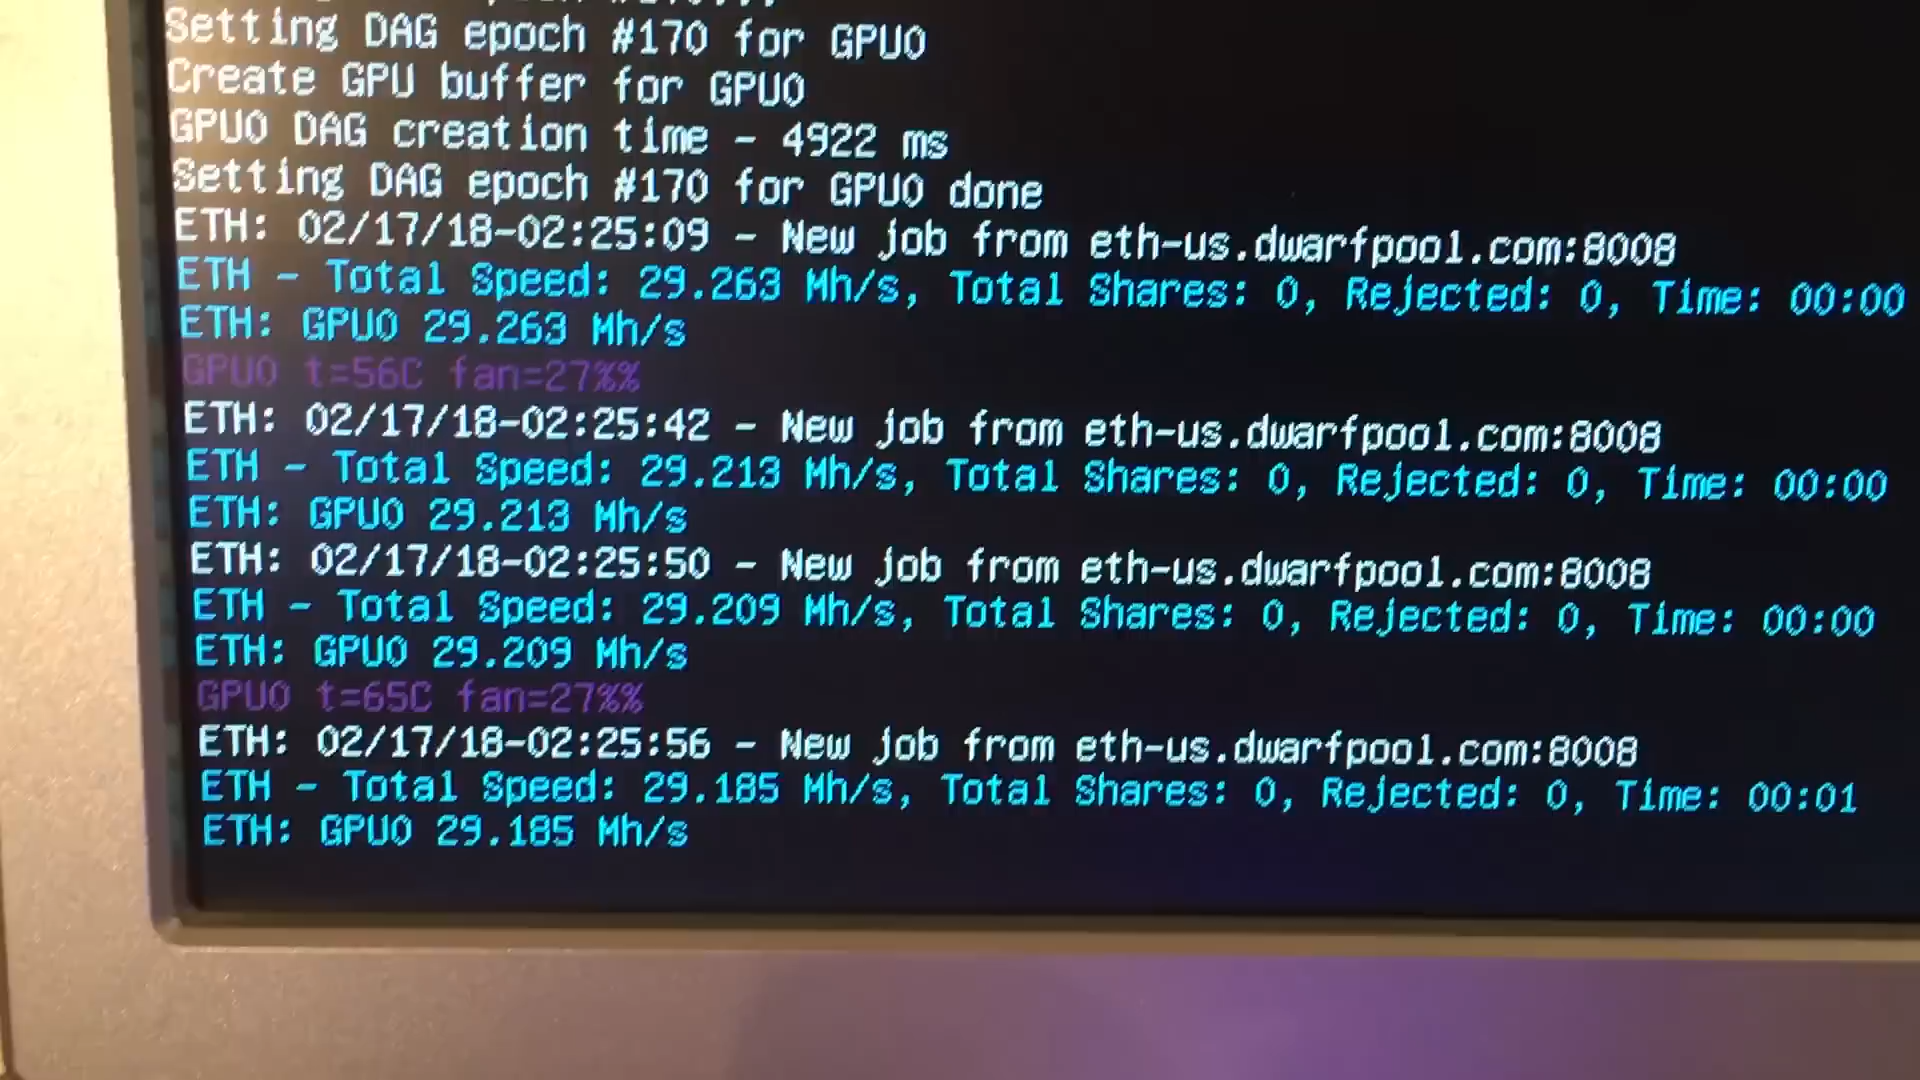 Setting DAG epoch #170 for GPU0
Create GPU buffer for GPU0
GPU0 DAG creation time - 4922 ms
Setting DAG epoch #170 for GPU0 done
ETH: 02/17/18-02:25:09 - New job from eth-us.dwarfpool.com:8008
ETH - Total Speed: 29.263 Mh/s, Total Shares: 0, Rejected: 0, Time: 00:00
ETH: GPU0 29.263 Mh/s
GPU0 t=56C fan=27%%
ETH: 02/17/18-02:25:42 - New job from eth-us.dwarfpool.com:8008
ETH - Total Speed: 29.213 Mh/s, Total Shares: 0, Rejected: 0, Time: 00:00
ETH: GPU0 29.213 Mh/s
ETH: 02/17/18-02:25:50 - New job from eth-us.dwarfpool.com:8008
ETH - Total Speed: 29.209 Mh/s, Total Shares: 0, Rejected: 0, Time: 00:00
ETH: GPU0 29.209 Mh/s
GPU0 t=65C fan=27%%
ETH: 02/17/18-02:25:56 - New job from eth-us.dwarfpool.com:8008
ETH - Total Speed: 29.185 Mh/s, Total Shares: 0, Rejected: 0, Time: 00:01
ETH: GPU0 29.185 Mh/s